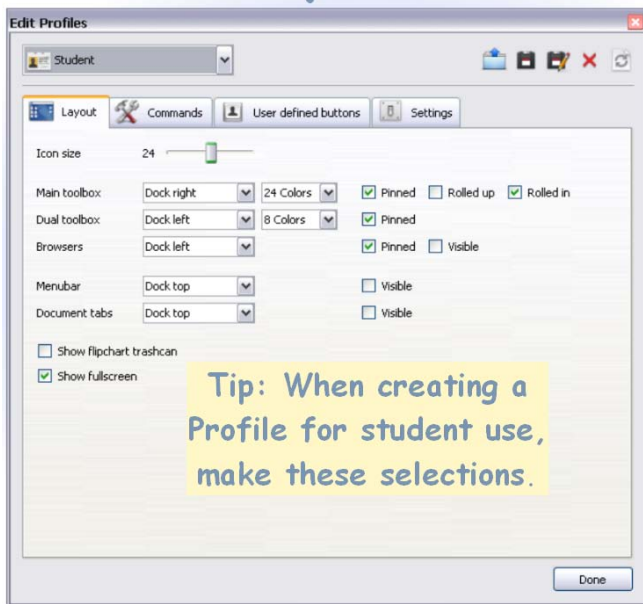 Edit Profiles
Student
Layout Commands User defined buttons Settings
Icon size 24
Main toolbox Dock right 24 Colors Pinned Rolled up Rolled in
Dual toolbox Dock left 8 Colors Pinned
Browsers Dock left Pinned Visible
Menubar Dock top Visible
Document tabs Dock top Visible
Show flipchart trashcan
Show fullscreen
Tip: When creating a
Profile for student use,
make these selections.
Done